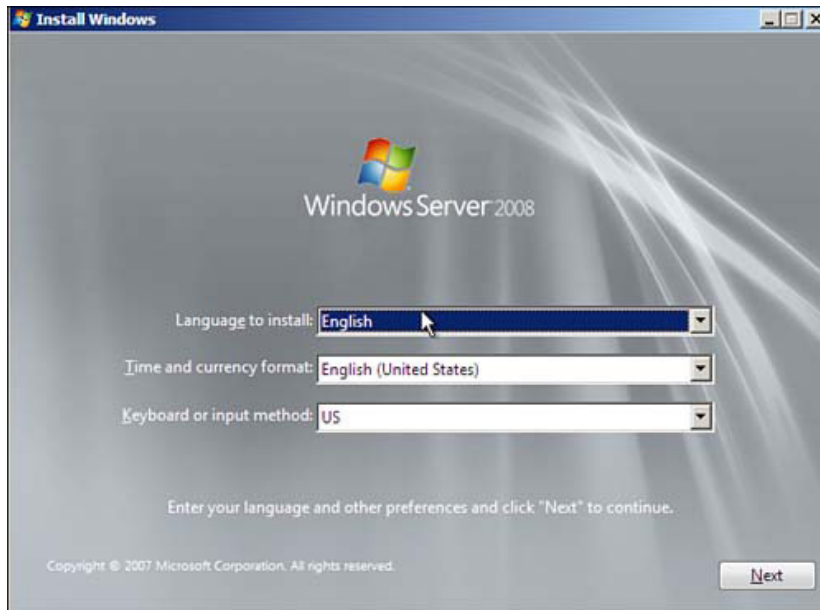 Install Windows
Windows Server 2008
Language to install: English
Time and currency format: English (United States)
Keyboard or input method: US
Enter your language and other preferences and click "Next" to continue.
Copyright © 2007 Microsoft Corporation. All rights reserved.
Next